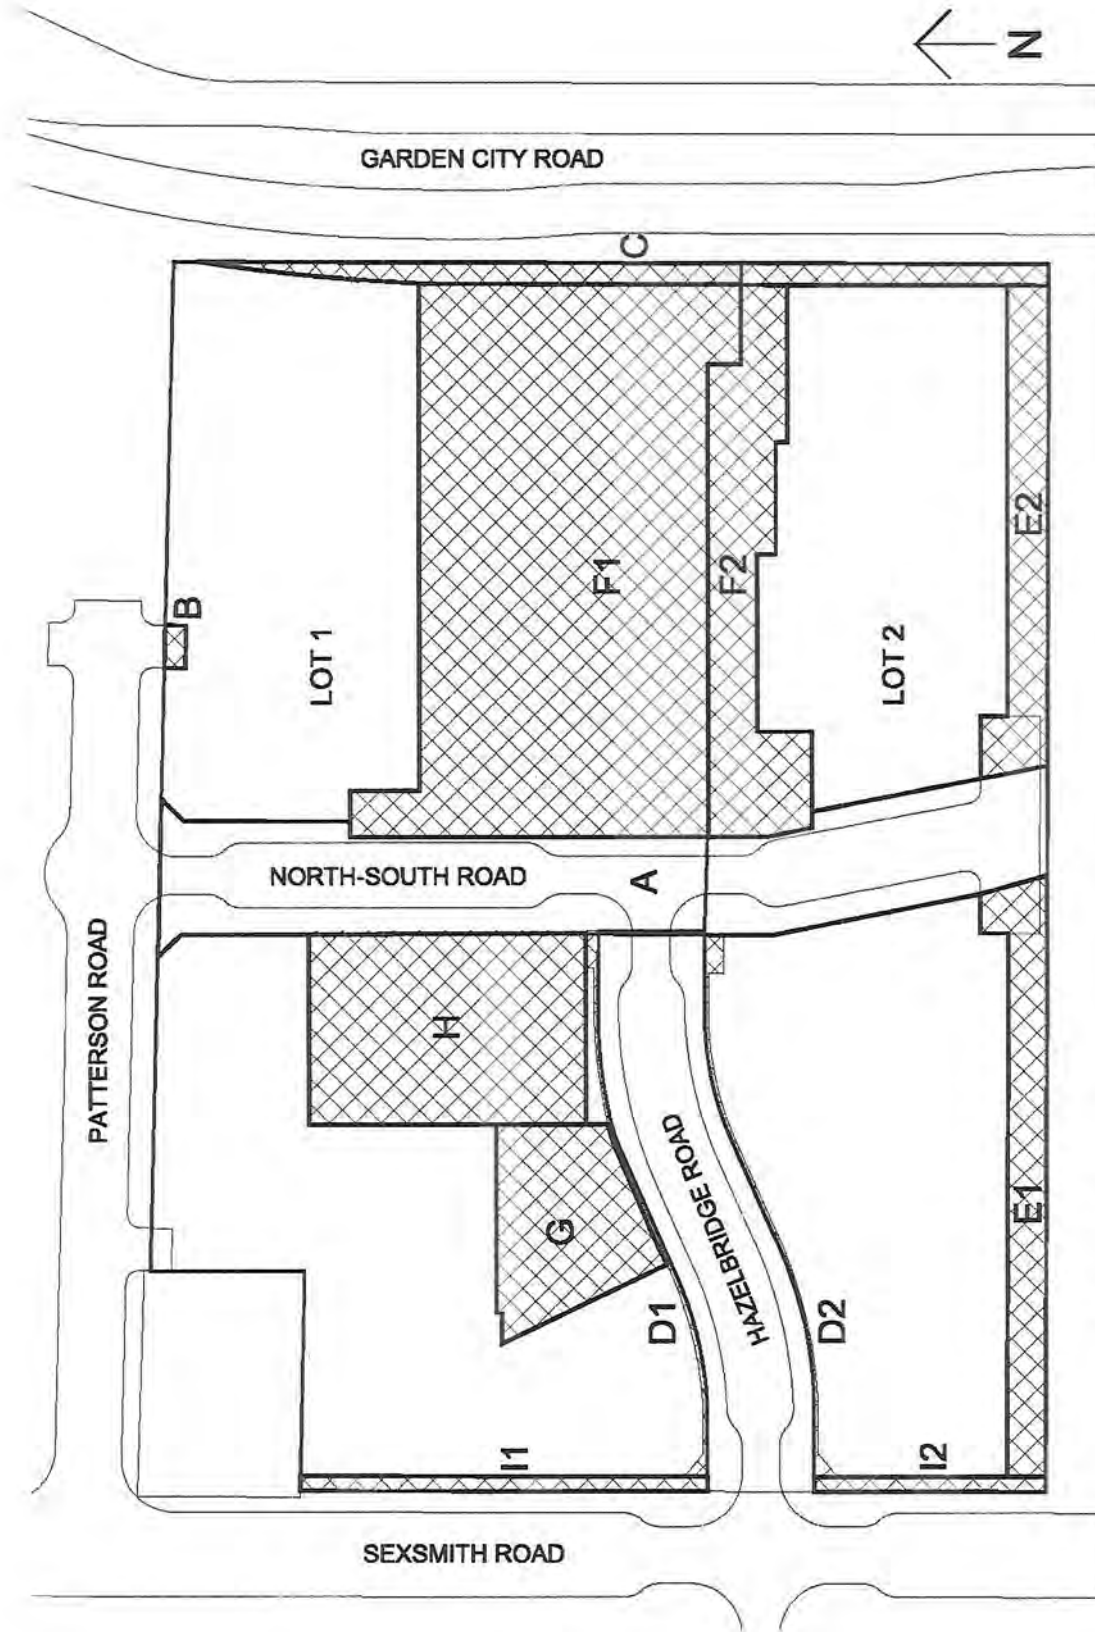 N
GARDEN CITY ROAD
C
B
LOT 1
F1
F2
LOT 2
E2
PATTERSON ROAD
NORTH-SOUTH ROAD
A
H
G
HAZELBRIDGE ROAD
D1
D2
E1
I1
I2
SEXSMITH ROAD